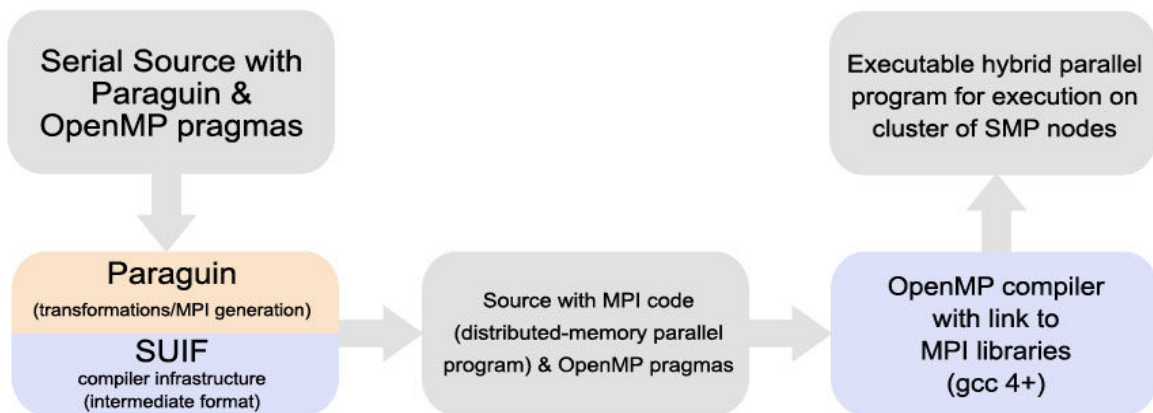 Serial Source with
Paraguin &
OpenMP pragmas
Executable hybrid parallel
program for execution on
cluster of SMP nodes
Paraguin
(transformations/MPI generation)
SUIF
compiler infrastructure
(intermediate format)
Source with MPI code
(distributed-memory parallel
program) & OpenMP pragmas
OpenMP compiler
with link to
MPI libraries
(gcc 4+)